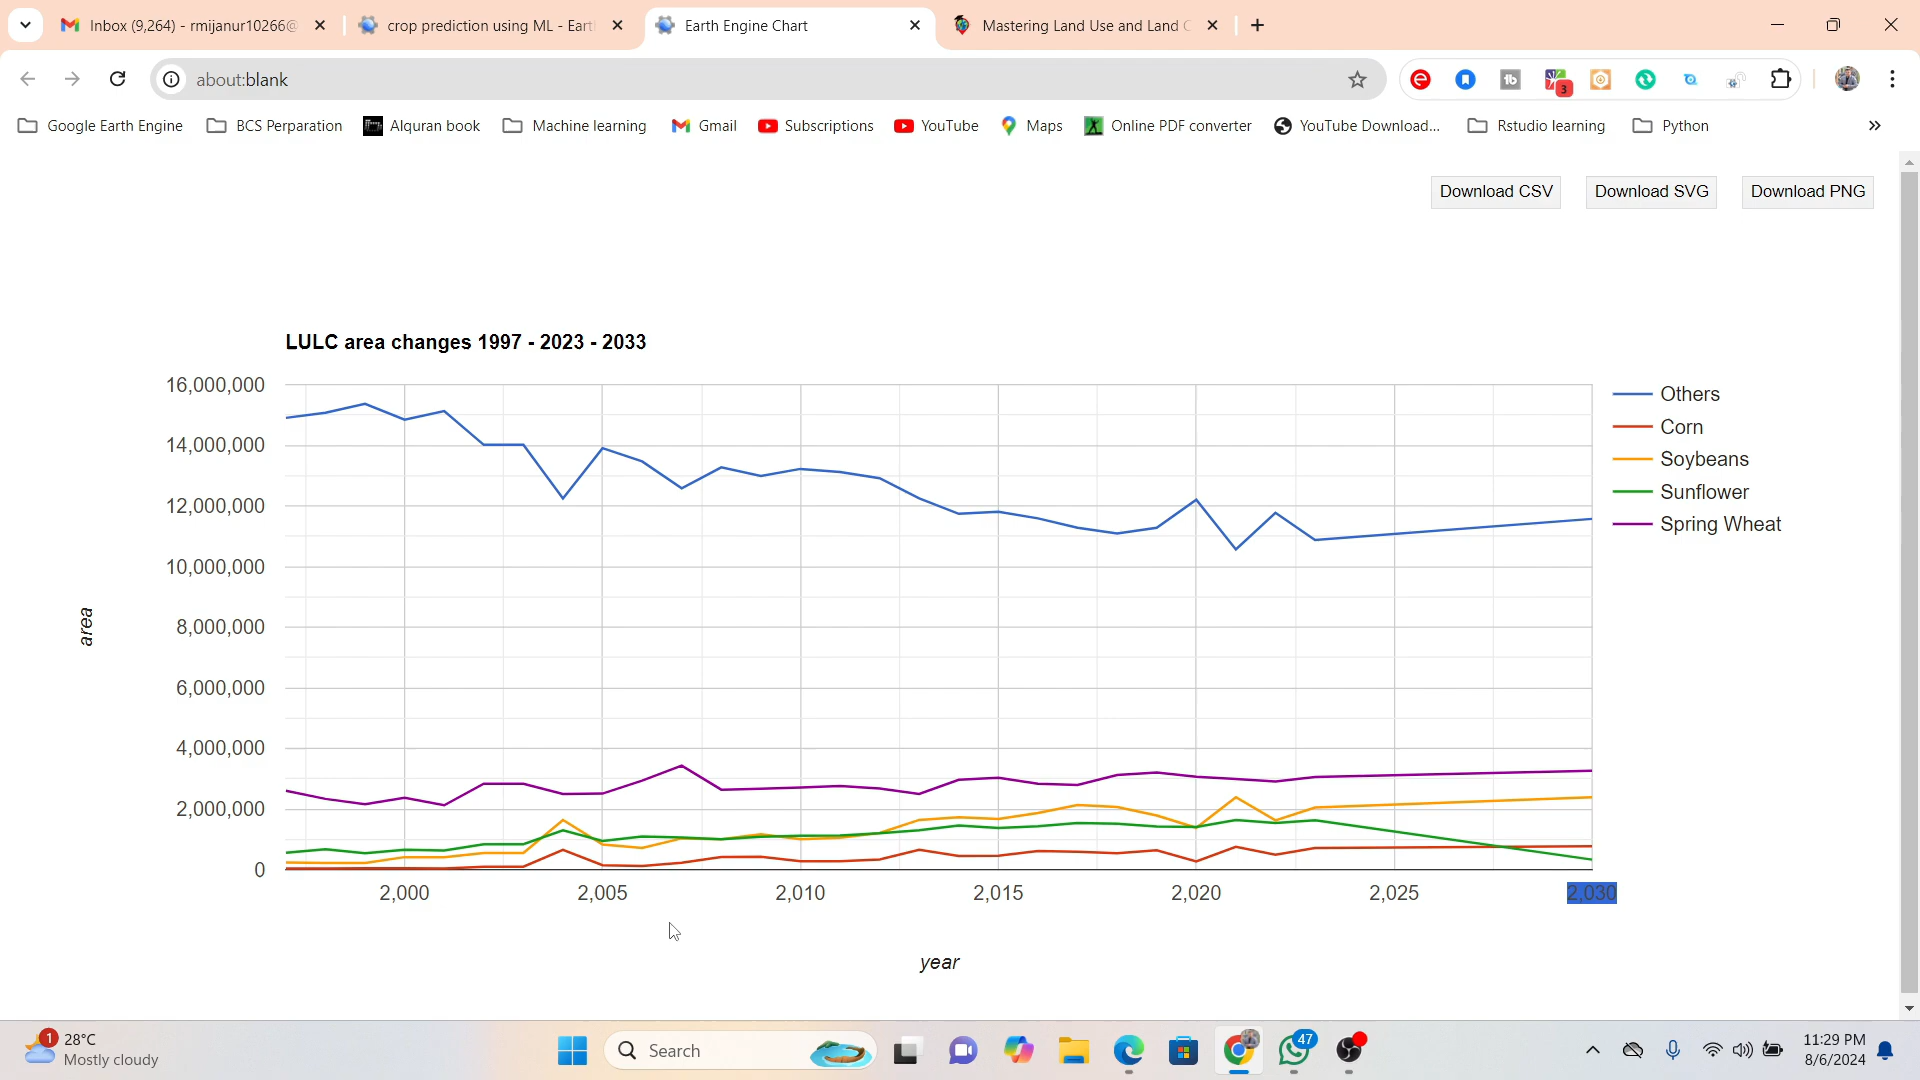 Inbox (9,264) - rmijanur10266@
crop prediction using ML - Eart
Earth Engine Chart
Mastering Land Use and Land C
about:blank
3
Google Earth Engine
BCS Perparation
Alquran book
Machine learning
Gmail
Subscriptions
YouTube
Maps
Online PDF converter
YouTube Download...
Rstudio learning
Python
Download CSV
Download SVG
Download PNG
LULC area changes 1997 - 2023 - 2033
16,000,000
14,000,000
12,000,000
10,000,000
8,000,000
6,000,000
4,000,000
2,000,000
0
area
Others
Corn
Soybeans
Sunflower
Spring Wheat
2,000
2,005
2,010
2,015
2,020
2,025
2,030
year
1
28°C
Mostly cloudy
Search
47
11:29 PM
8/6/2024